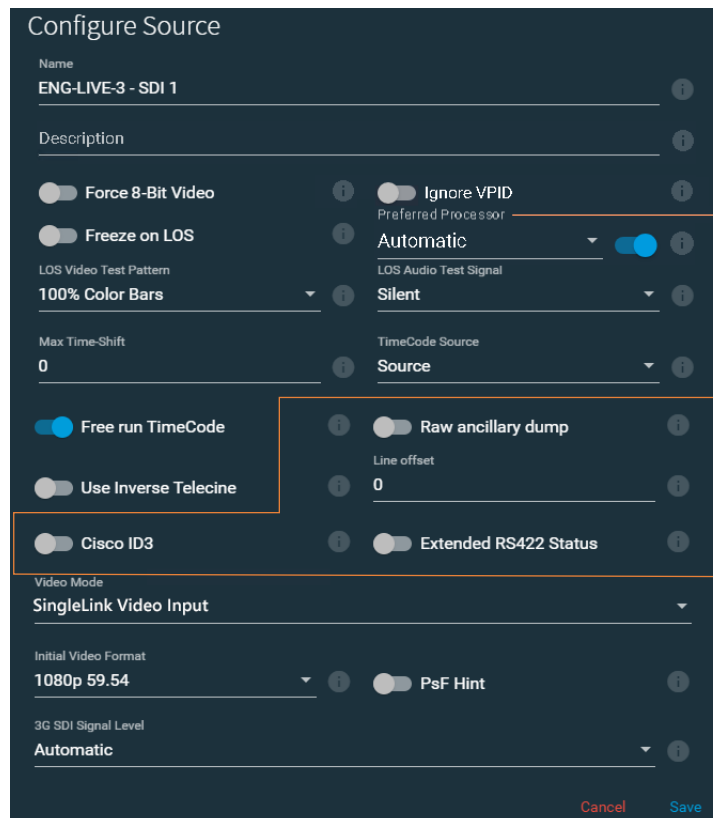 Configure Source
Name
ENG-LIVE-3 - SDI 1
Description
Force 8-Bit Video
Ignore VPID
Freeze on LOS
Preferred Processor
Automatic
LOS Video Test Pattern
100% Color Bars
LOS Audio Test Signal
Silent
Max Time-Shift
0
TimeCode Source
Source
Free run TimeCode
Raw ancillary dump
Use Inverse Telecine
Line offset
0
Cisco ID3
Extended RS422 Status
Video Mode
SingleLink Video Input
Initial Video Format
1080p 59.54
PsF Hint
3G SDI Signal Level
Automatic
Cancel
Save